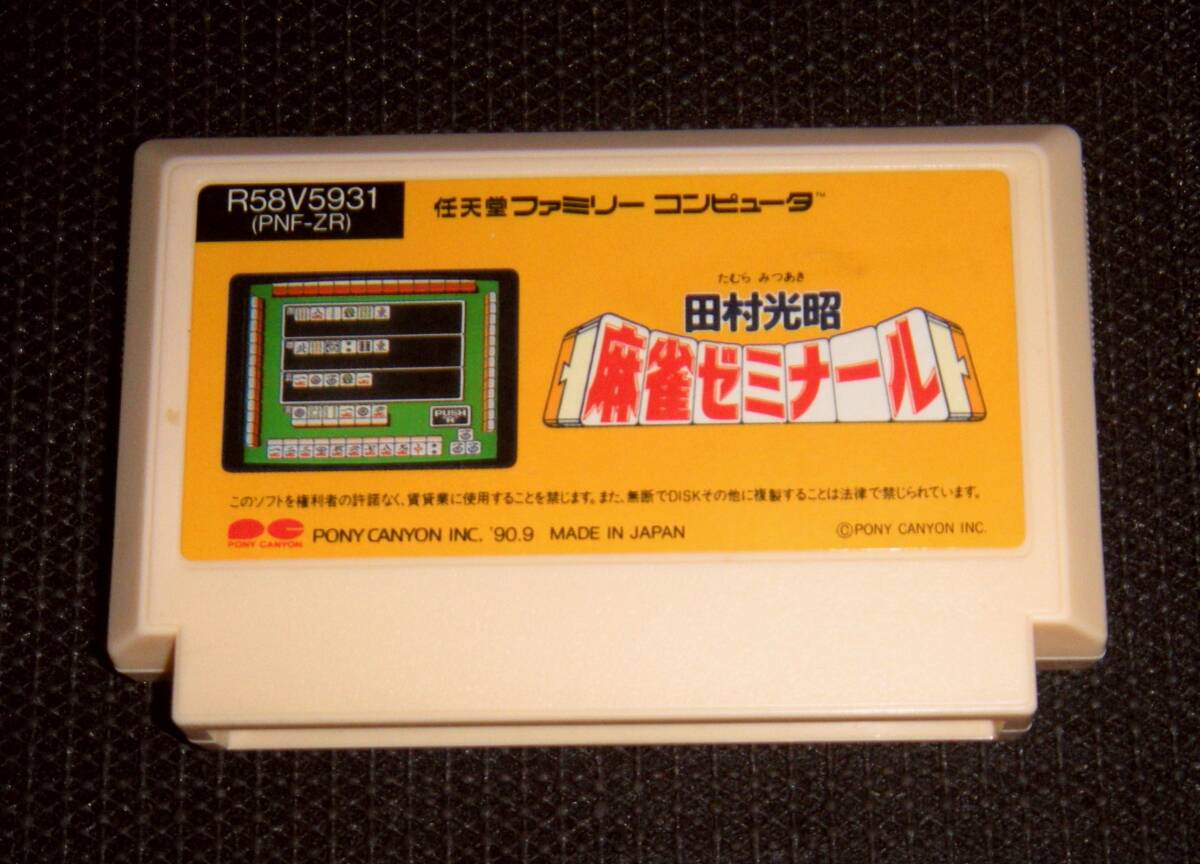 R58V5931
(PNF-ZR)
任天堂 ファミリー コンピュータ™
たむら みつあき
田村光昭
麻雀ゼミナール
PUSH
"R"
このソフトを権利者の許諾なく、賃貸業に使用することを禁じます。また、無断でDISKその他に複製することは法律で禁じられています。
PONY CANYON
PONY CANYON INC. '90.9 MADE IN JAPAN
©PONY CANYON INC.